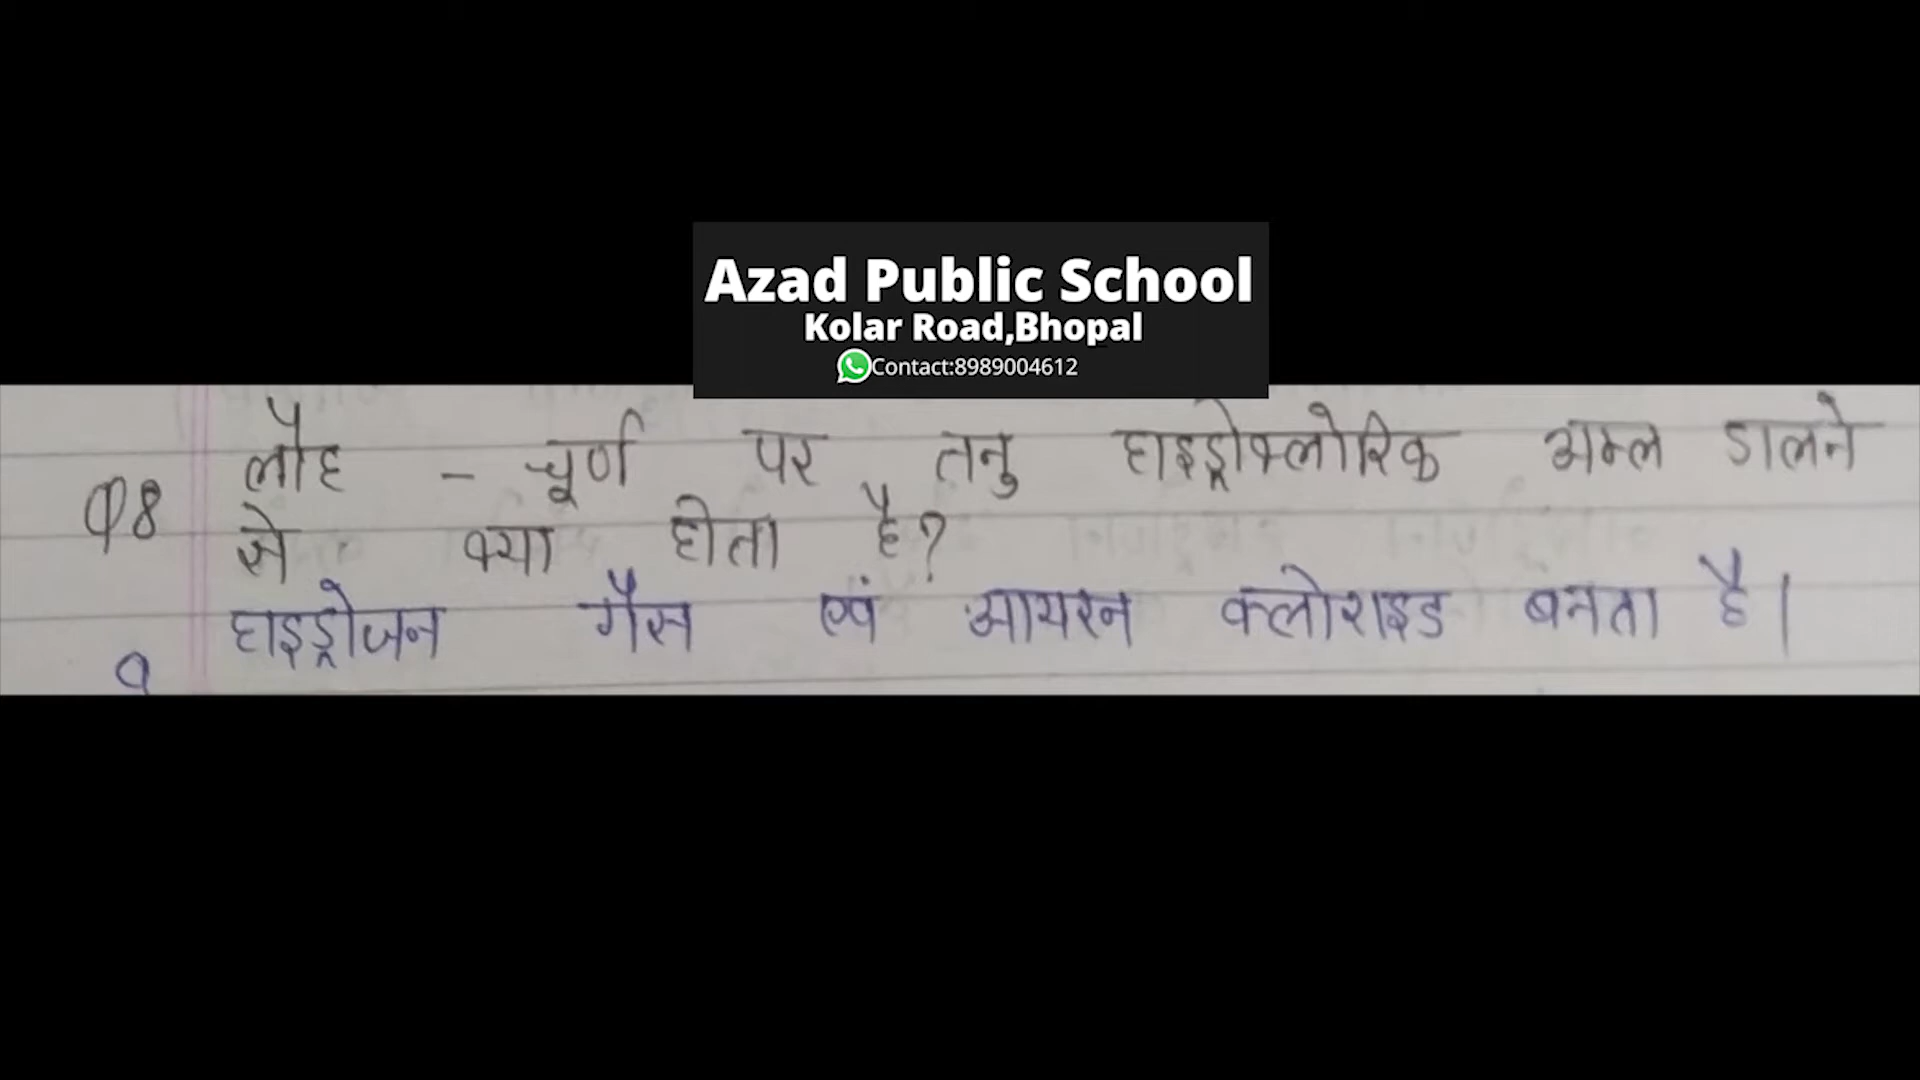 Azad Public School
Kolar Road,Bhopal
Contact:8989004612
लौह - चूर्ण पर तनु हाइड्रोक्लोरिक अम्ल डालने
Q8 से क्या होता है?
हाइड्रोजन गैस एवं आयरन क्लोराइड बनता है।